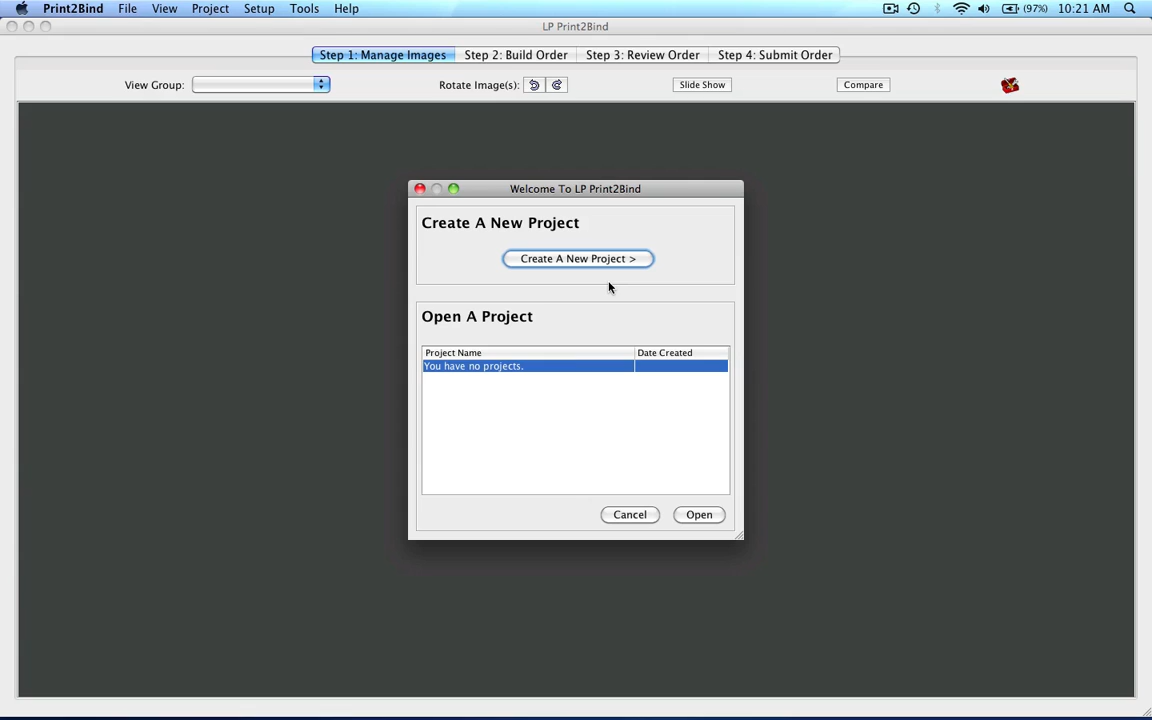 Print2Bind File View Project Setup Tools Help (97%) 10:21 AM
LP Print2Bind
Step 1: Manage Images Step 2: Build Order Step 3: Review Order Step 4: Submit Order
View Group: Rotate Image(s): Slide Show Compare
Welcome To LP Print2Bind
Create A New Project
Create A New Project >
Open A Project
Project Name Date Created
You have no projects.
Cancel Open